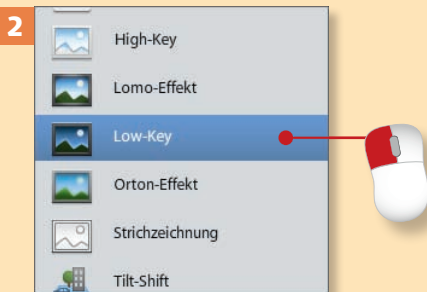 2
High-Key
Lomo-Effekt
Low-Key
Orton-Effekt
Strichzeichnung
Tilt-Shift